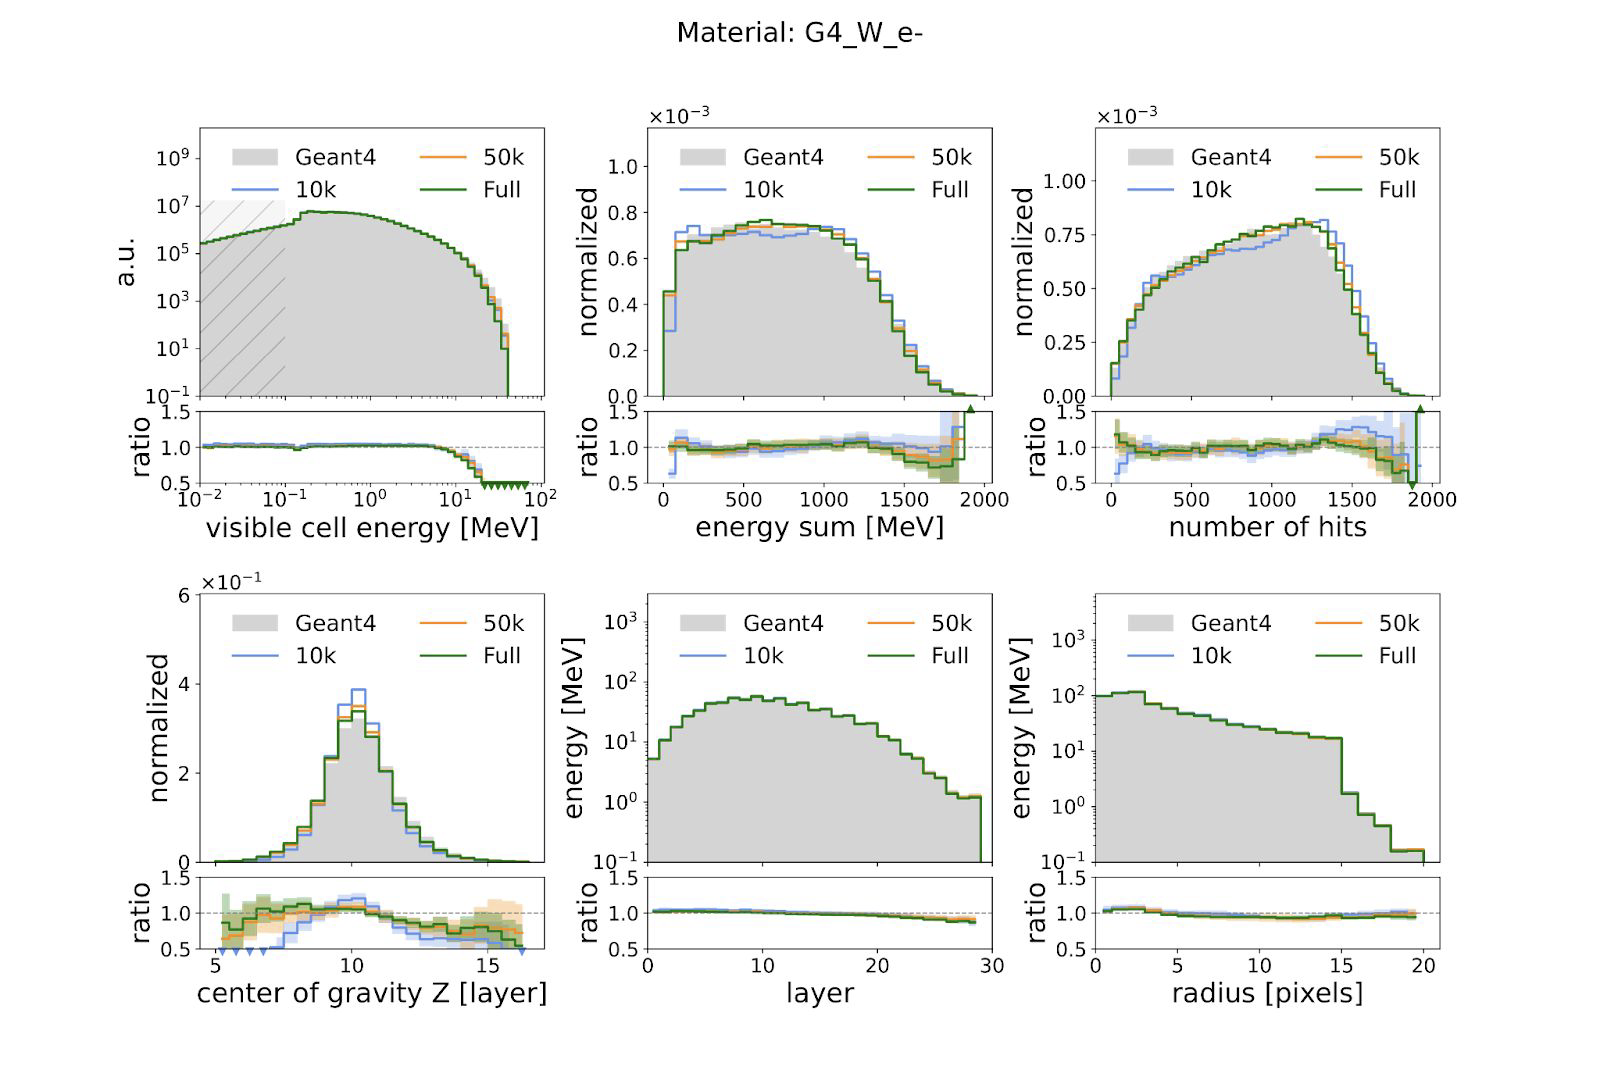 Material: G4_W_e-
×10⁻³
×10⁻³
Geant4 50k
10k Full
Geant4 50k
10k Full
Geant4 50k
10k Full
a.u.
10⁹
10⁷
10⁵
10³
10¹
10⁻¹
normalized
1.0
0.8
0.6
0.4
0.2
0.0
normalized
1.00
0.75
0.50
0.25
0.00
ratio
1.5
1.0
0.5
ratio
1.5
1.0
0.5
ratio
1.5
1.0
0.5
10⁻² 10⁻¹ 10⁰ 10¹ 10²
0 500 1000 1500 2000
0 500 1000 1500 2000
visible cell energy [MeV]
energy sum [MeV]
number of hits
×10⁻¹
Geant4 50k
10k Full
Geant4 50k
10k Full
Geant4 50k
10k Full
normalized
6
4
2
0
energy [MeV]
10³
10²
10¹
10⁰
10⁻¹
energy [MeV]
10³
10²
10¹
10⁰
10⁻¹
ratio
1.5
1.0
0.5
ratio
1.5
1.0
0.5
ratio
1.5
1.0
0.5
5 10 15
0 10 20 30
0 5 10 15 20
center of gravity Z [layer]
layer
radius [pixels]